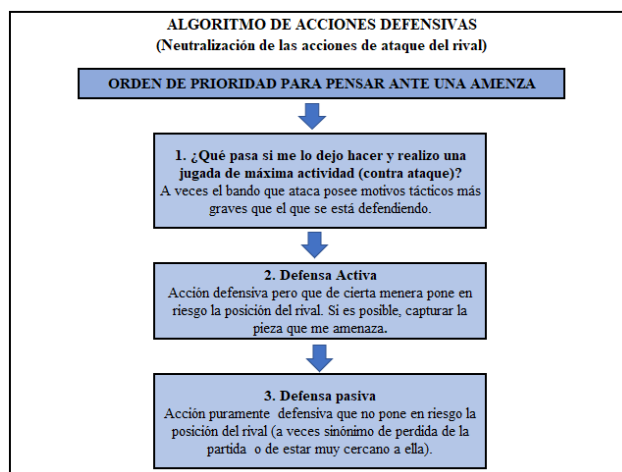 ALGORITMO DE ACCIONES DEFENSIVAS
(Neutralización de las acciones de ataque del rival)
ORDEN DE PRIORIDAD PARA PENSAR ANTE UNA AMENZA
1. ¿Qué pasa si me lo dejo hacer y realizo una
jugada de máxima actividad (contra ataque)?
A veces el bando que ataca posee motivos tácticos más
graves que el que se está defendiendo.
2. Defensa Activa
Acción defensiva pero que de cierta menera pone en
riesgo la posición del rival. Si es posible, capturar la
pieza que me amenaza.
3. Defensa pasiva
Acción puramente defensiva que no pone en riesgo la
posición del rival (a veces sinónimo de perdida de la
partida o de estar muy cercano a ella).